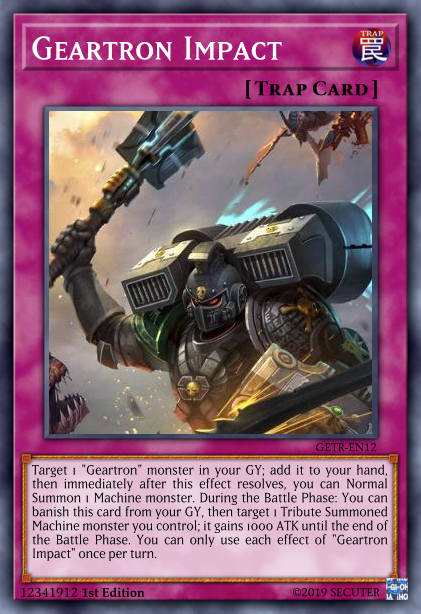 Geartron Impact
TRAP
罠
[Trap Card]
GETR-EN12
Target 1 "Geartron" monster in your GY; add it to your hand,
then immediately after this effect resolves, you can Normal
Summon 1 Machine monster. During the Battle Phase: You can
banish this card from your GY, then target 1 Tribute Summoned
Machine monster you control; it gains 1000 ATK until the end of
the Battle Phase. You can only use each effect of "Geartron
Impact" once per turn.
12341912 1st Edition
©2019 SECUTER